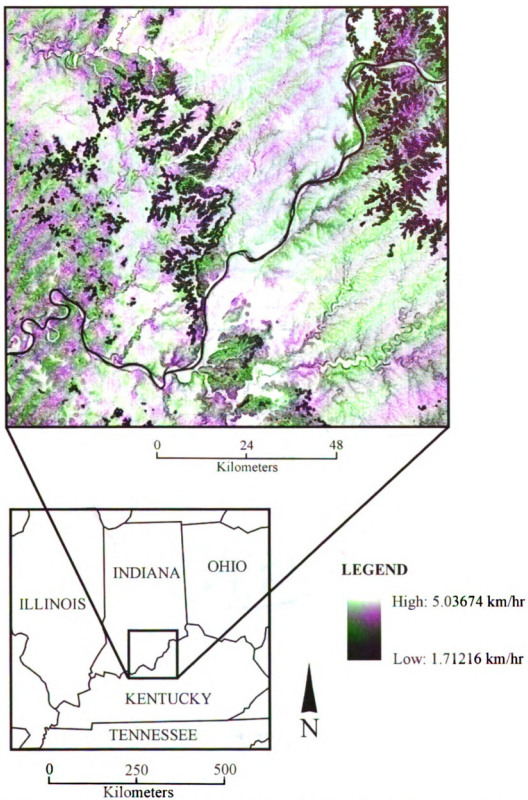 0 24 48
Kilometers
INDIANA
OHIO
ILLINOIS
KENTUCKY
TENNESSEE
0 250 500
Kilometers
LEGEND
High: 5.03674 km/hr
Low: 1.71216 km/hr
N